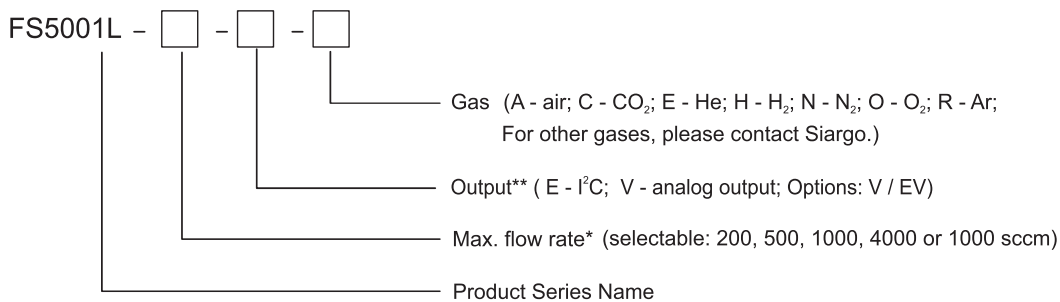 FS5001L - □ - □ - □
Gas (A - air; C - CO₂; E - He; H - H₂; N - N₂; O - O₂; R - Ar;
For other gases, please contact Siargo.)
Output** ( E - I²C; V - analog output; Options: V / EV)
Max. flow rate* (selectable: 200, 500, 1000, 4000 or 1000 sccm)
Product Series Name